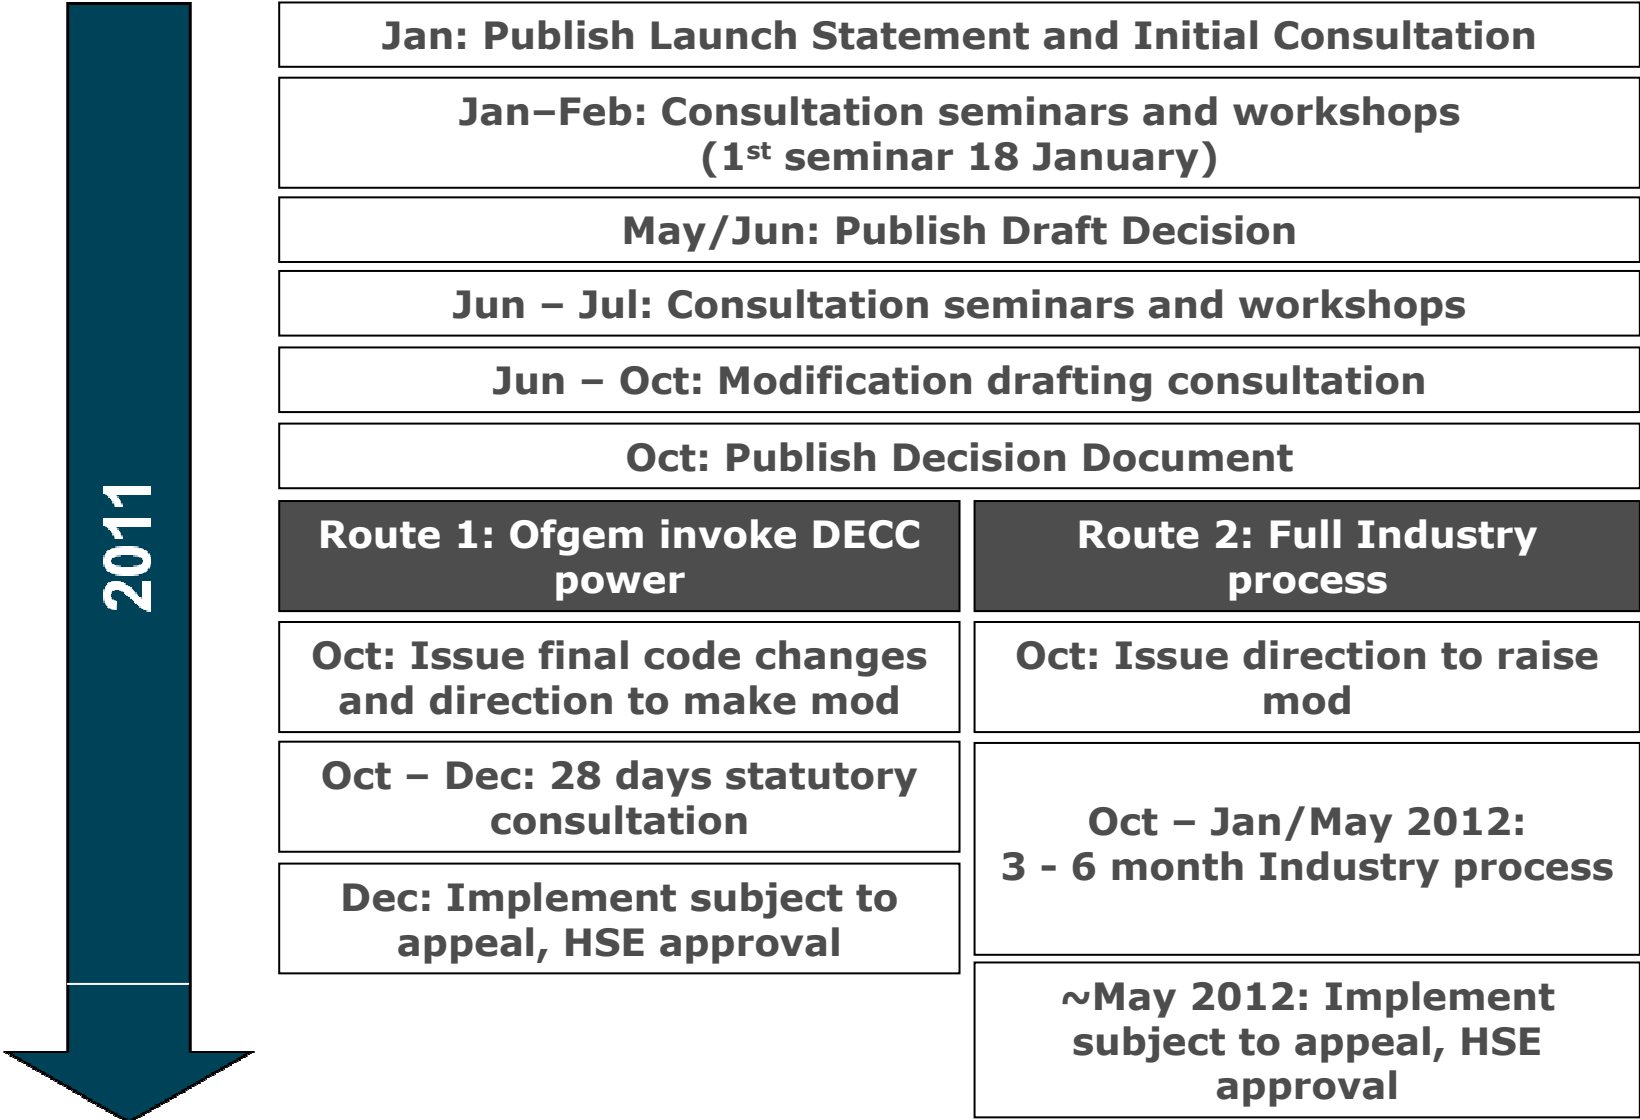 Jan: Publish Launch Statement and Initial Consultation
Jan–Feb: Consultation seminars and workshops
(1st seminar 18 January)
May/Jun: Publish Draft Decision
Jun – Jul: Consultation seminars and workshops
Jun – Oct: Modification drafting consultation
Oct: Publish Decision Document
2011
Route 1: Ofgem invoke DECC
power
Route 2: Full Industry
process
Oct: Issue final code changes
and direction to make mod
Oct: Issue direction to raise
mod
Oct – Dec: 28 days statutory
consultation
Oct – Jan/May 2012:
3 - 6 month Industry process
Dec: Implement subject to
appeal, HSE approval
~May 2012: Implement
subject to appeal, HSE
approval